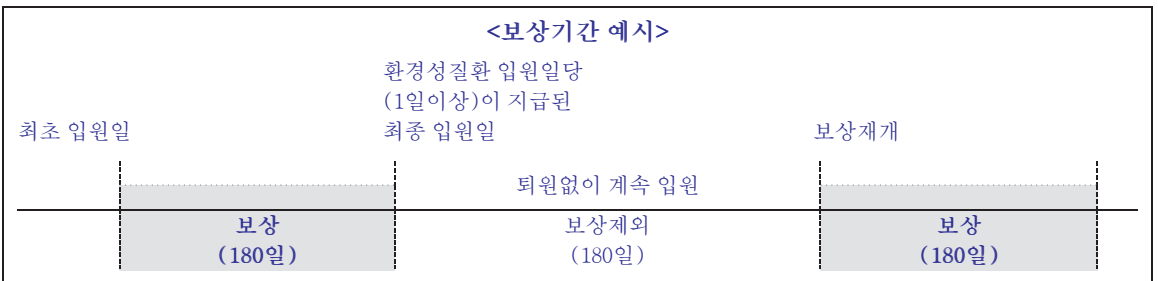 <보상기간 예시>
환경성질환 입원일당
(1일이상)이 지급된
최초 입원일
최종 입원일
보상재개
퇴원없이 계속 입원
보상
보상제외
보상
(180일)
(180일)
(180일)